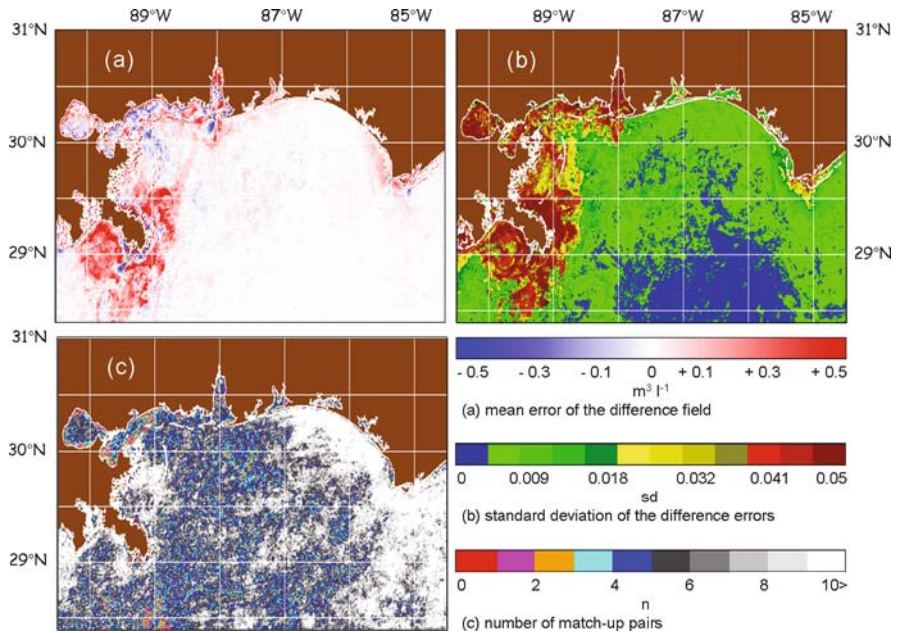 89°W 87°W 85°W 89°W 87°W 85°W
31°N 31°N
(a) (b)
30°N 30°N
29°N 29°N
31°N
(c)
30°N
29°N
89°W 87°W 85°W
- 0.5 - 0.3 - 0.1 0 + 0.1 + 0.3 + 0.5
m³ l⁻¹
(a) mean error of the difference field
0 0.009 0.018 0.032 0.041 0.05
sd
(b) standard deviation of the difference errors
0 2 4 6 8 10>
n
(c) number of match-up pairs